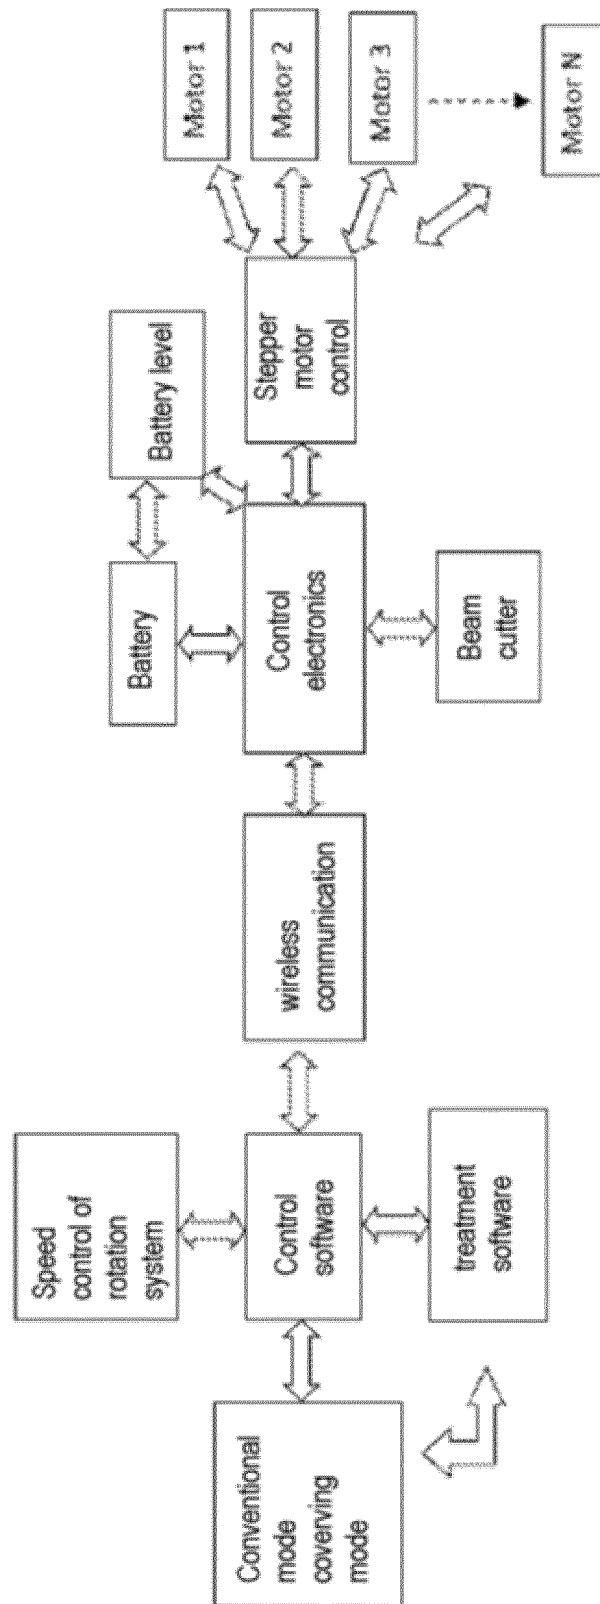 Conventional
mode
coverving
mode
Speed
control of
rotation
system
Control
software
treatment
software
wireless
communication
Battery
Battery level
Control
electronics
Beam
cutter
Stepper
motor
control
Motor 1
Motor 2
Motor 3
Motor N